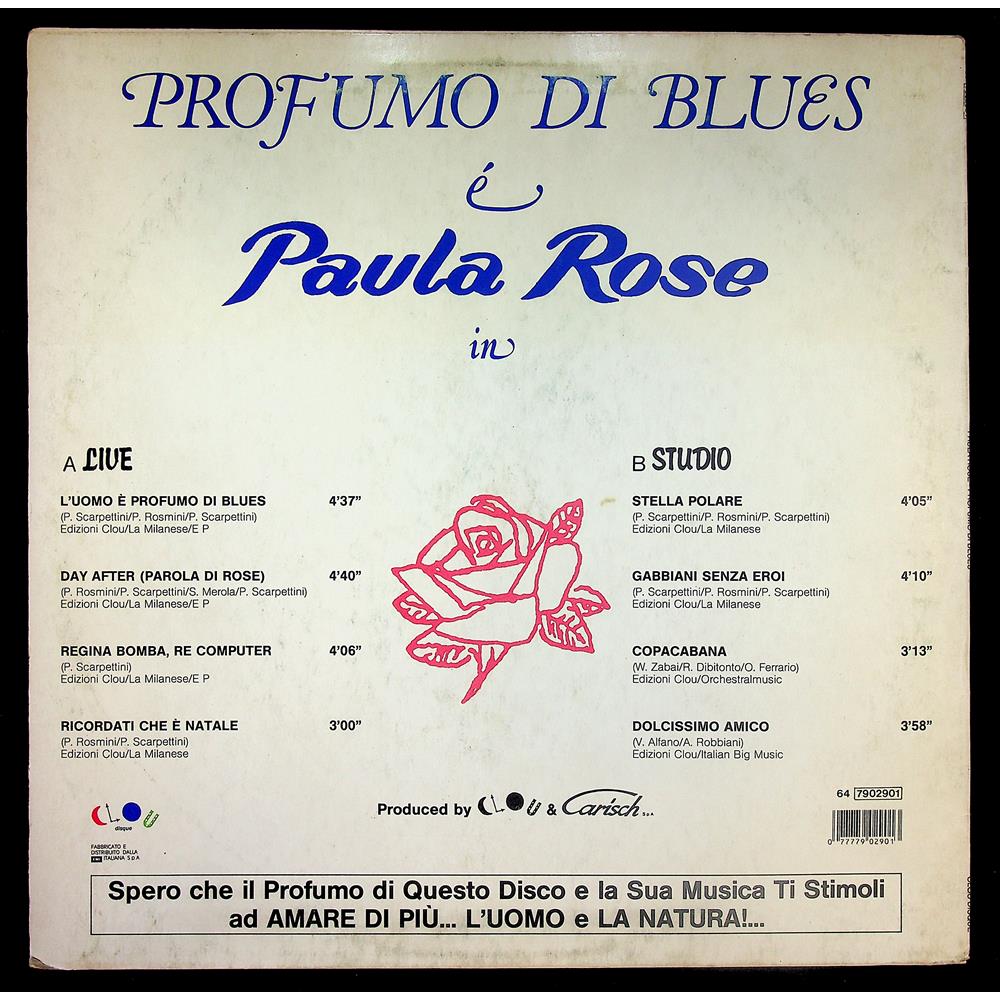 PROFUMO DI BLUES
é
Paula Rose
in
A LIVE
L'UOMO È PROFUMO DI BLUES 4'37"
(P. Scarpettini/P. Rosmini/P. Scarpettini)
Edizioni Clou/La Milanese/E P
DAY AFTER (PAROLA DI ROSE) 4'40"
(P. Rosmini/P. Scarpettini/S. Merola/P. Scarpettini)
Edizioni Clou/La Milanese/E P
REGINA BOMBA, RE COMPUTER 4'06"
(P. Scarpettini)
Edizioni Clou/La Milanese/E P
RICORDATI CHE È NATALE 3'00"
(P. Rosmini/P. Scarpettini)
Edizioni Clou/La Milanese
B STUDIO
STELLA POLARE 4'05"
(P. Scarpettini/P. Rosmini/P. Scarpettini)
Edizioni Clou/La Milanese
GABBIANI SENZA EROI 4'10"
(P. Scarpettini/P. Rosmini/P. Scarpettini)
Edizioni Clou/La Milanese
COPACABANA 3'13"
(W. Zabai/R. Dibitonto/O. Ferrario)
Edizioni Clou/Orchestralmusic
DOLCISSIMO AMICO 3'58"
(V. Alfano/A. Robbiani)
Edizioni Clou/Italian Big Music
64 7902901
CLOU
disque
Produced by CLOU & Carisch S.p.A
0 77779 02901
FABBRICATO E
DISTRIBUITO DALLA
EMI ITALIANA S.p.A
Spero che il Profumo di Questo Disco e la Sua Musica Ti Stimoli
ad AMARE DI PIÙ... L'UOMO e LA NATURA!...